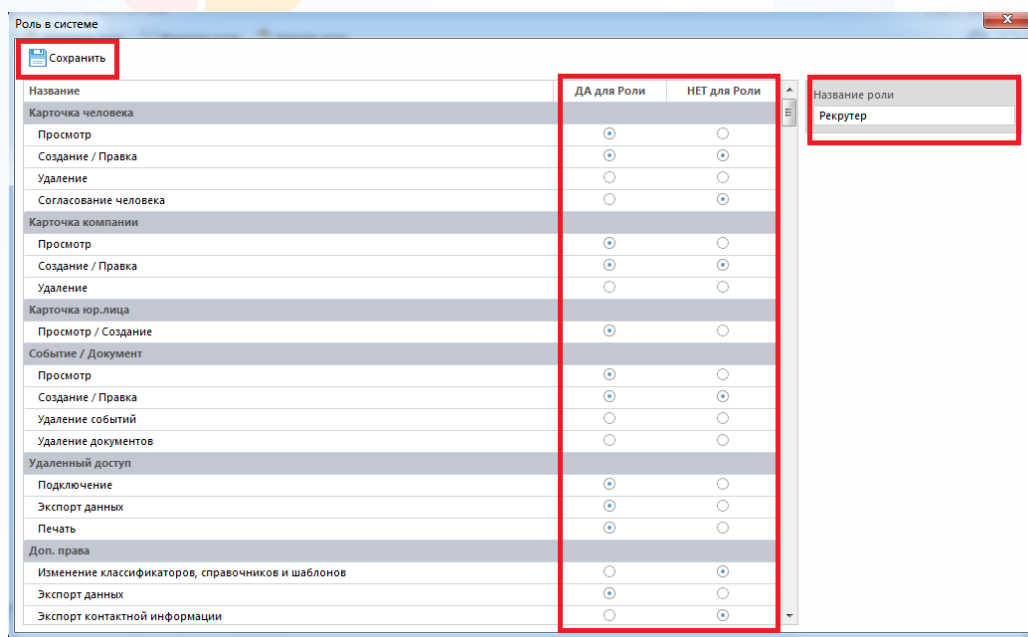 Роль в системе
Сохранить
Название ДА для Роли НЕТ для Роли
Название роли
Рекрутер
Карточка человека
Просмотр
Создание / Правка
Удаление
Согласование человека
Карточка компании
Просмотр
Создание / Правка
Удаление
Карточка юр.лица
Просмотр / Создание
Событие / Документ
Просмотр
Создание / Правка
Удаление событий
Удаление документов
Удаленный доступ
Подключение
Экспорт данных
Печать
Доп. права
Изменение классификаторов, справочников и шаблонов
Экспорт данных
Экспорт контактной информации